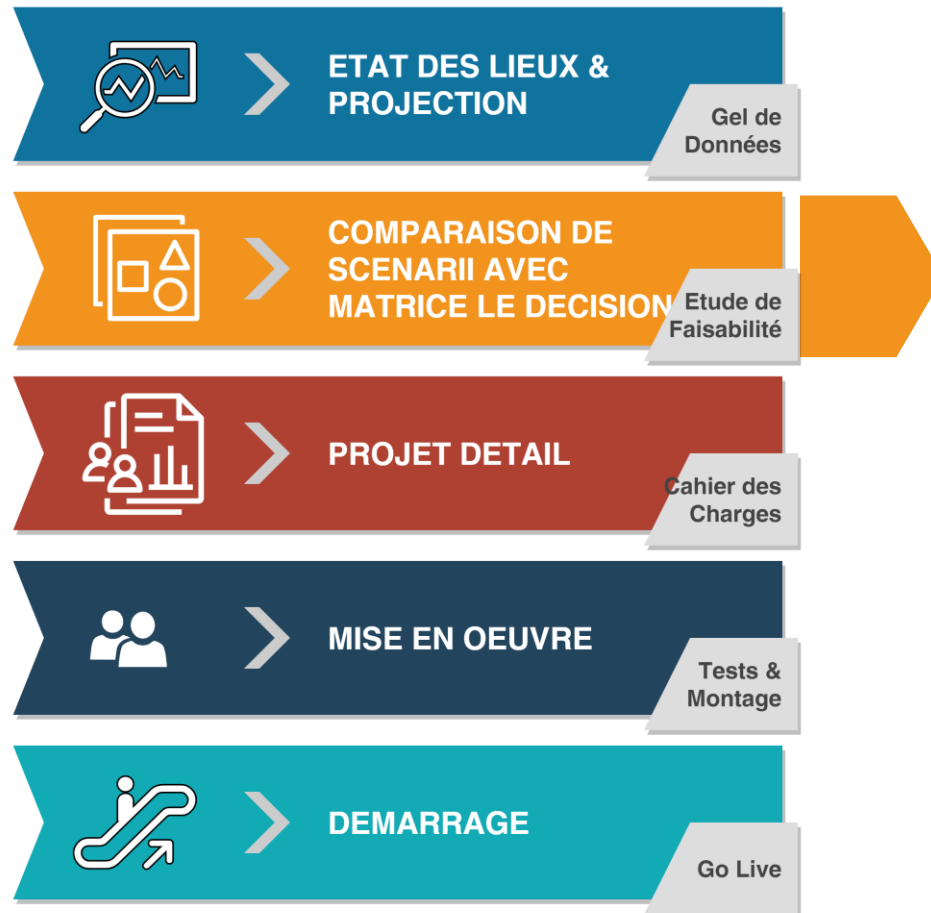 ETAT DES LIEUX &
PROJECTION
Gel de
Données
COMPARAISON DE
SCENARII AVEC
MATRICE LE DECISION
Etude de
Faisabilité
PROJET DETAIL
Cahier des
Charges
MISE EN OEUVRE
Tests &
Montage
DEMARRAGE
Go Live